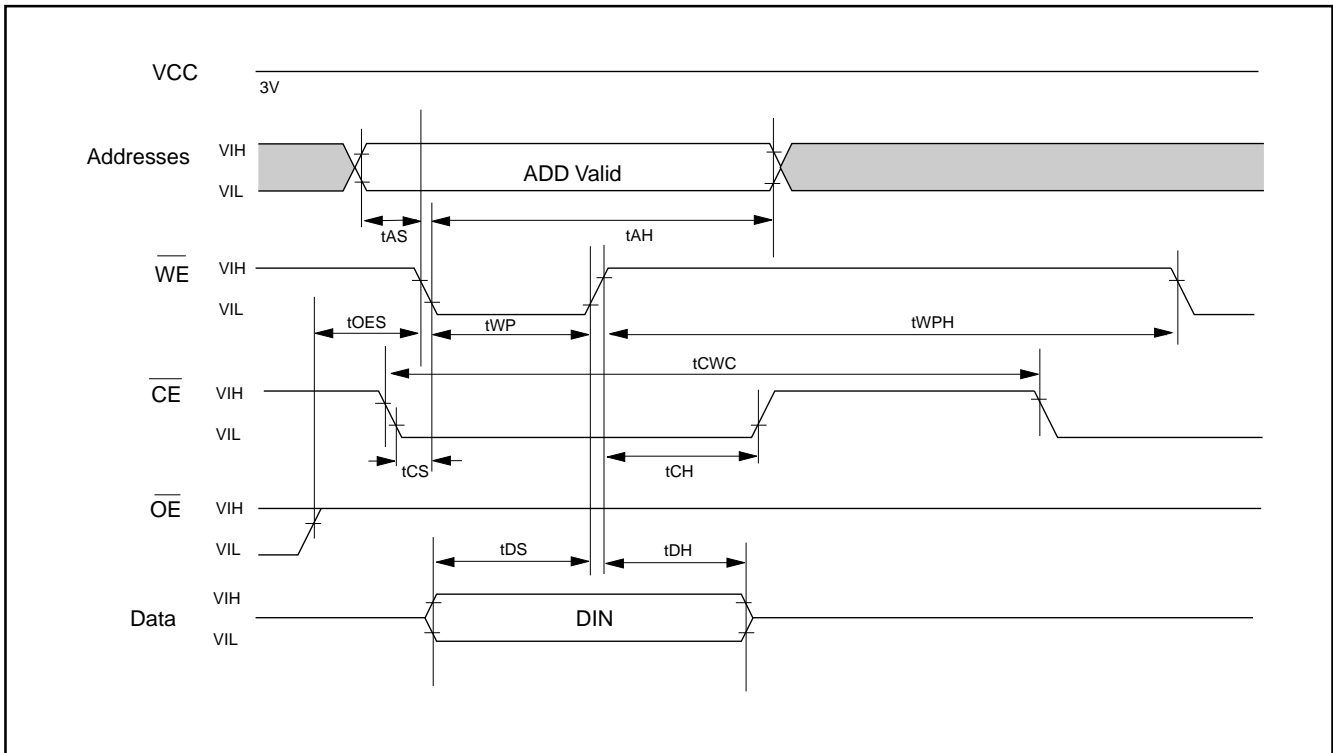 VCC
3V
Addresses
VIH
VIL
ADD Valid
tAS
tAH
WE
VIH
VIL
tOES
tWP
tWPH
tCWC
CE
VIH
VIL
tCS
tCH
OE
VIH
VIL
tDS
tDH
Data
VIH
VIL
DIN